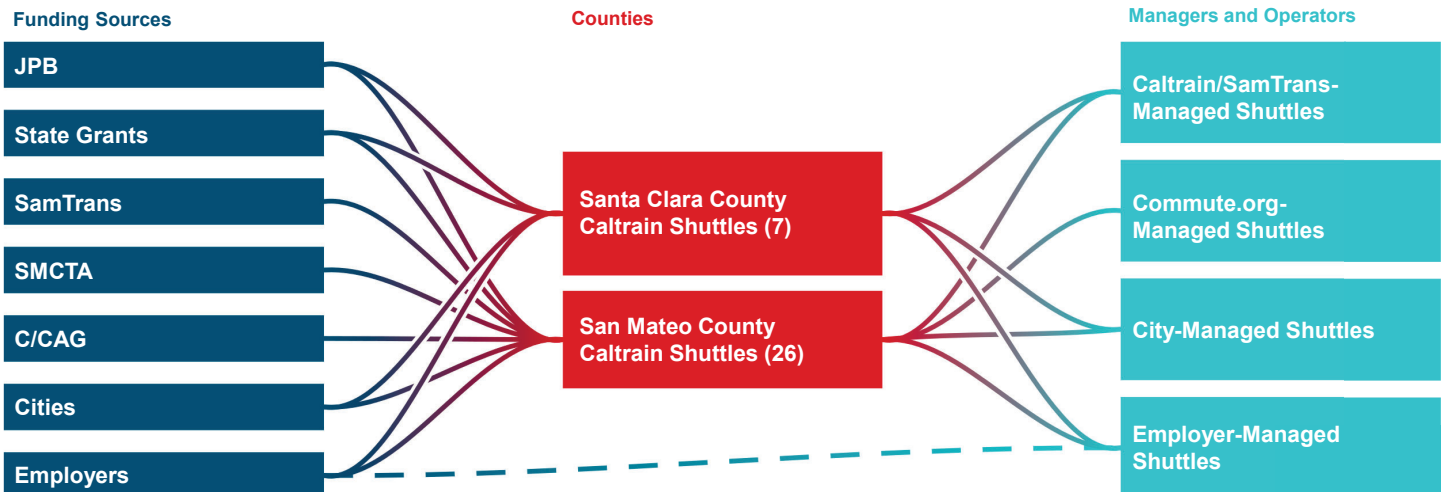 Funding Sources
JPB
State Grants
SamTrans
SMCTA
C/CAG
Cities
Employers
Counties
Santa Clara County
Caltrain Shuttles (7)
San Mateo County
Caltrain Shuttles (26)
Managers and Operators
Caltrain/SamTrans-
Managed Shuttles
Commute.org-
Managed Shuttles
City-Managed Shuttles
Employer-Managed
Shuttles